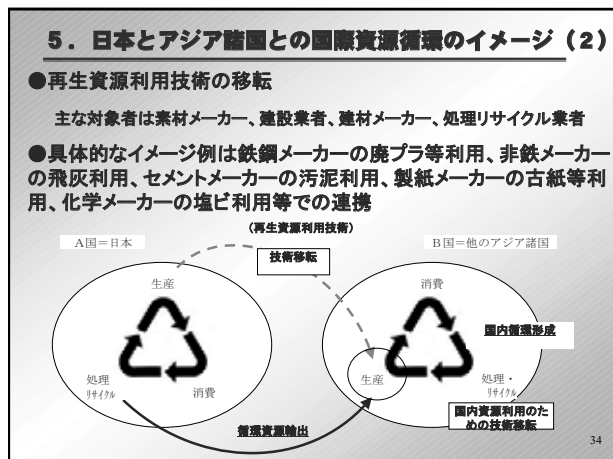 5．日本とアジア諸国との国際資源循環のイメージ（2）
●再生資源利用技術の移転
主な対象者は素材メーカー、建設業者、建材メーカー、処理リサイクル業者
●具体的なイメージ例は鉄鋼メーカーの廃プラ等利用、非鉄メーカー
の飛灰利用、セメントメーカーの汚泥利用、製紙メーカーの古紙等利
用、化学メーカーの塩ビ利用等での連携
（再生資源利用技術）
A国＝日本
技術移転
B国＝他のアジア諸国
生産
消費
国内循環形成
処理
リサイクル
消費
生産
処理・
リサイクル
国内資源利用のた
めの技術移転
循環資源輸出
34